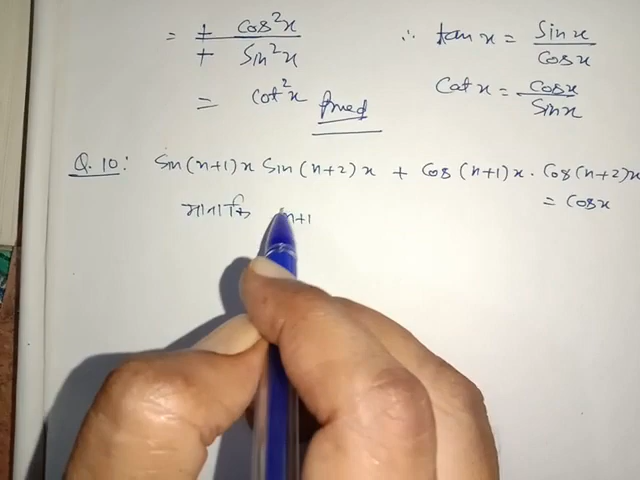 = + cos²x / + sin²x ∴ tan x = Sin x / Cos x
= cot²x Proved Cot x = Cos x / Sin x
Q.10: Sin(n+1)x Sin(n+2)x + Cos(n+1)x . Cos(n+2)x
= Cos x
माना कि n+1